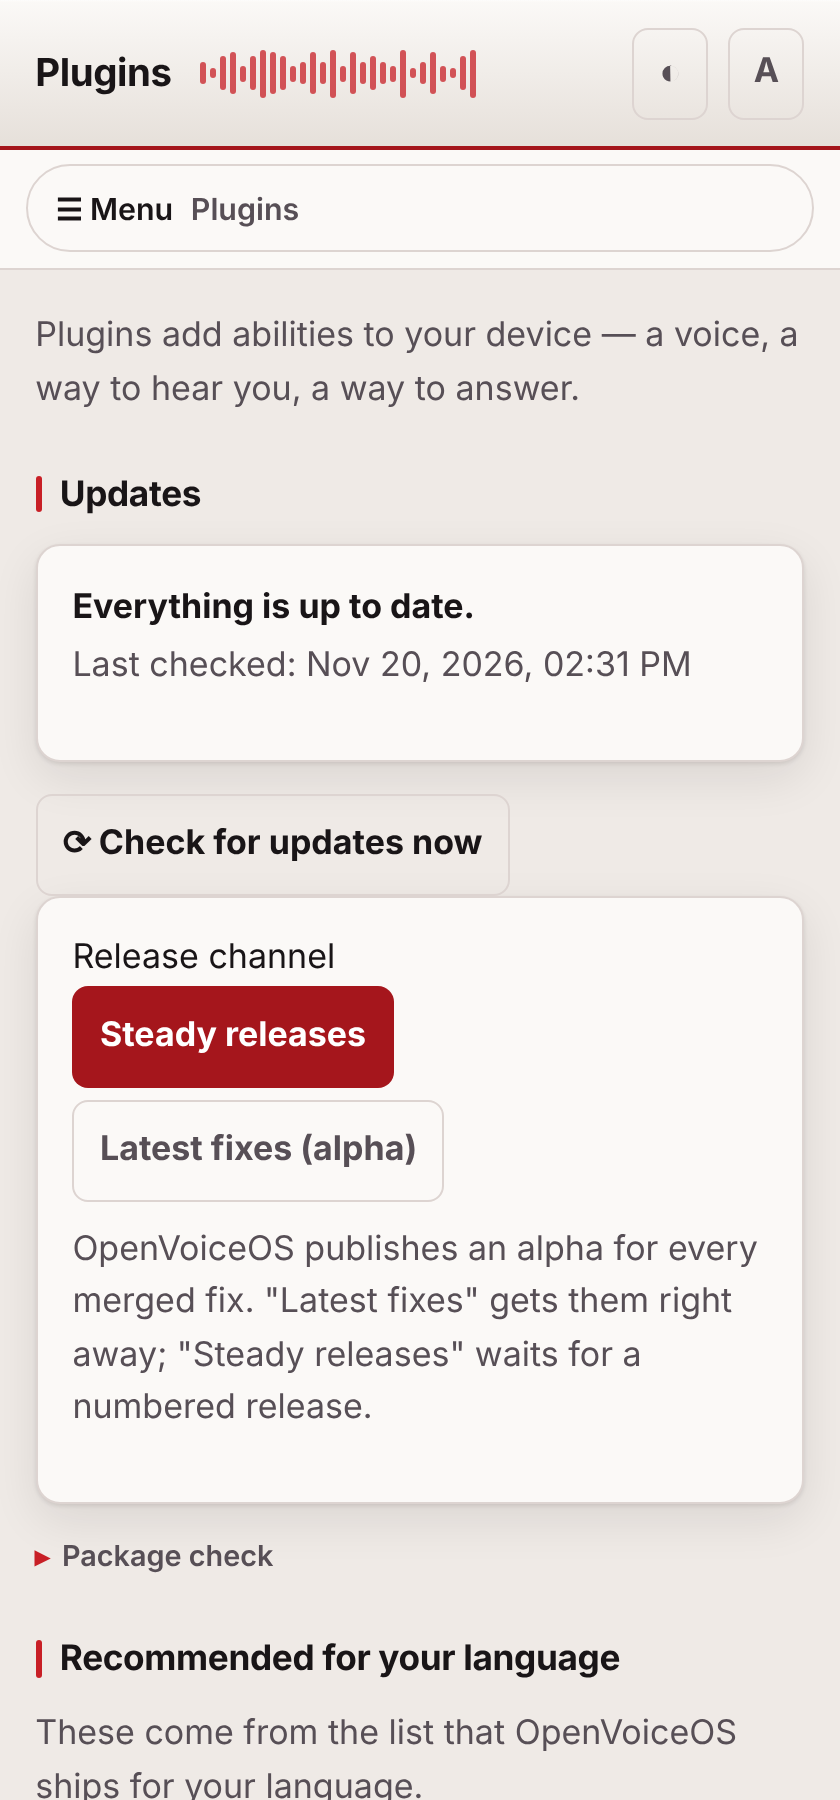 Plugins
A
☰ Menu Plugins
Plugins add abilities to your device — a voice, a
way to hear you, a way to answer.
Updates
Everything is up to date.
Last checked: Nov 20, 2026, 02:31 PM
⟳ Check for updates now
Release channel
Steady releases
Latest fixes (alpha)
OpenVoiceOS publishes an alpha for every
merged fix. "Latest fixes" gets them right
away; "Steady releases" waits for a
numbered release.
▸ Package check
Recommended for your language
These come from the list that OpenVoiceOS
ships for your language.